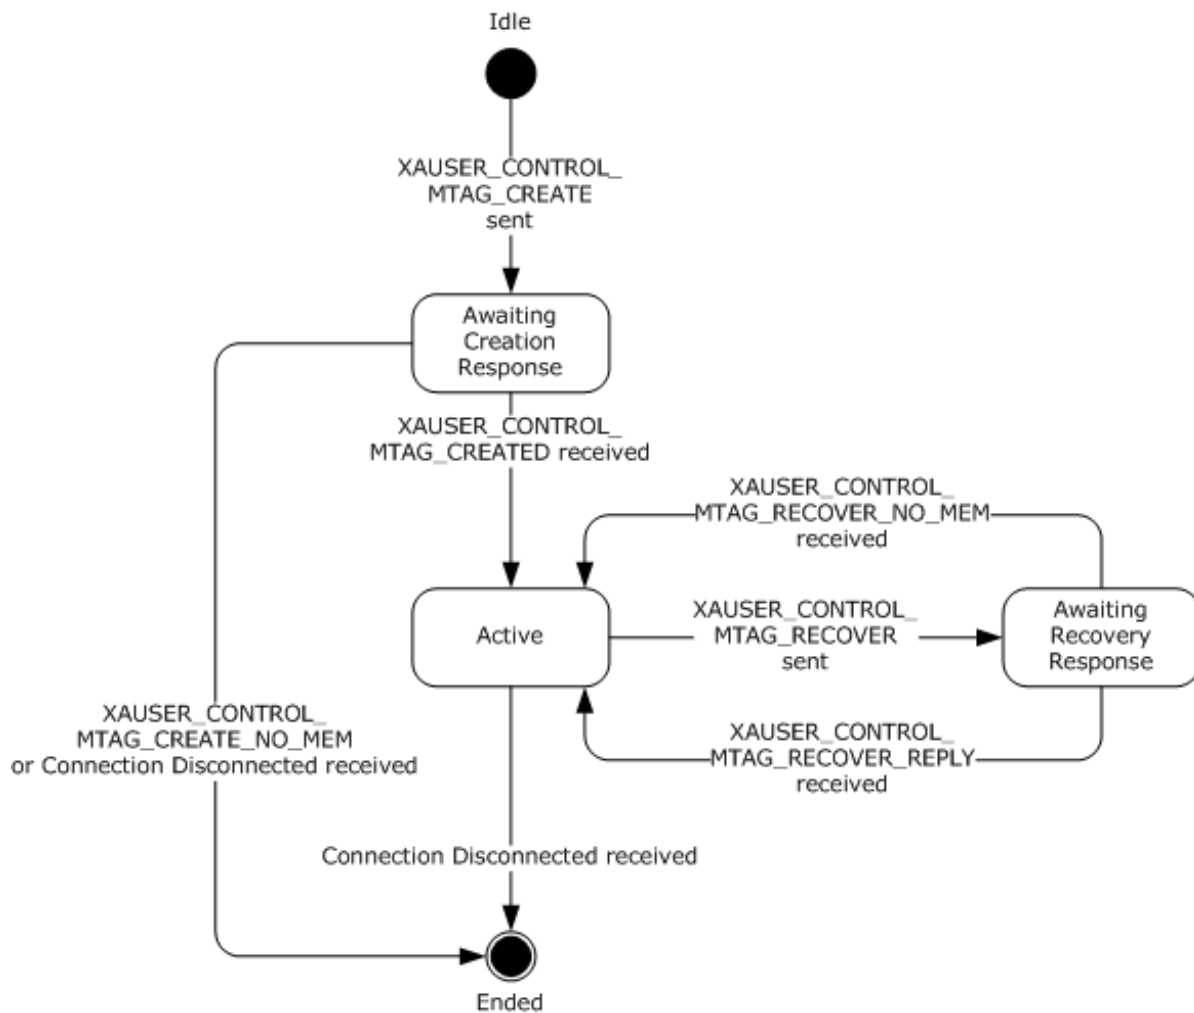 Idle
XAUSER_CONTROL_
MTAG_CREATE
sent
Awaiting
Creation
Response
XAUSER_CONTROL_
MTAG_CREATED received
XAUSER_CONTROL_
MTAG_RECOVER_NO_MEM
received
Active
XAUSER_CONTROL_
MTAG_RECOVER
sent
Awaiting
Recovery
Response
XAUSER_CONTROL_
MTAG_CREATE_NO_MEM
or Connection Disconnected received
XAUSER_CONTROL_
MTAG_RECOVER_REPLY
received
Connection Disconnected received
Ended